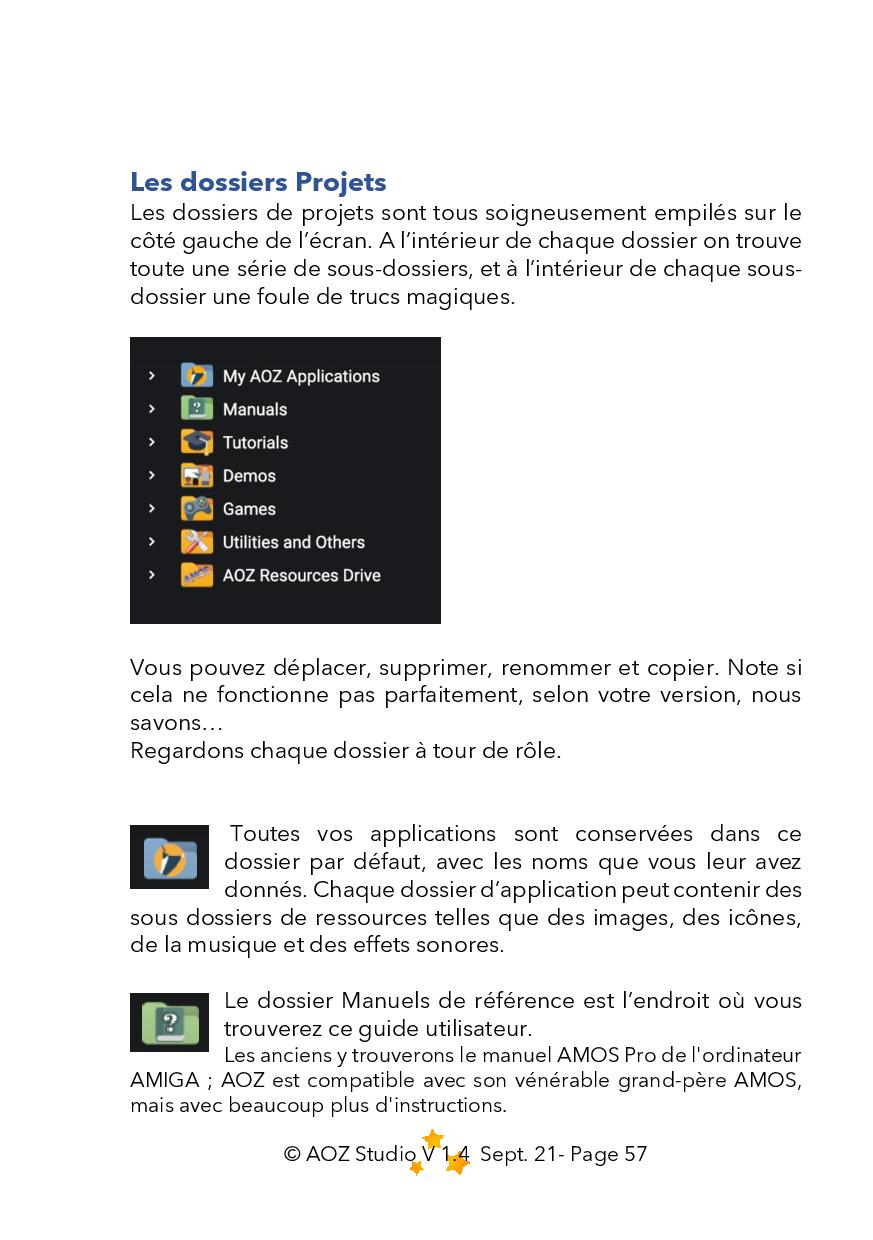 Les dossiers Projets
Les dossiers de projets sont tous soigneusement empilés sur le
côté gauche de l’écran. A l’intérieur de chaque dossier on trouve
toute une série de sous-dossiers, et à l’intérieur de chaque sous-
dossier une foule de trucs magiques.
My AOZ Applications
Manuals
Tutorials
Demos
Games
Utilities and Others
AMOS AOZ Resources Drive
Vous pouvez déplacer, supprimer, renommer et copier. Note si
cela ne fonctionne pas parfaitement, selon votre version, nous
savons…
Regardons chaque dossier à tour de rôle.
Toutes vos applications sont conservées dans ce
dossier par défaut, avec les noms que vous leur avez
donnés. Chaque dossier d’application peut contenir des
sous dossiers de ressources telles que des images, des icônes,
de la musique et des effets sonores.
Le dossier Manuels de référence est l’endroit où vous
trouverez ce guide utilisateur.
Les anciens y trouverons le manuel AMOS Pro de l'ordinateur
AMIGA ; AOZ est compatible avec son vénérable grand-père AMOS,
mais avec beaucoup plus d'instructions.
© AOZ Studio V 1.4 Sept. 21- Page 57